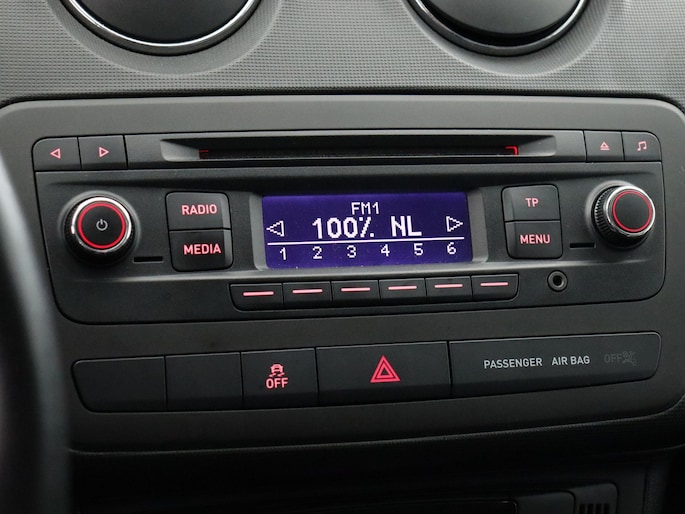 FM1
RADIO
100% NL
TP
MEDIA
MENU
1 2 3 4 5 6
OFF
PASSENGER AIR BAG OFF